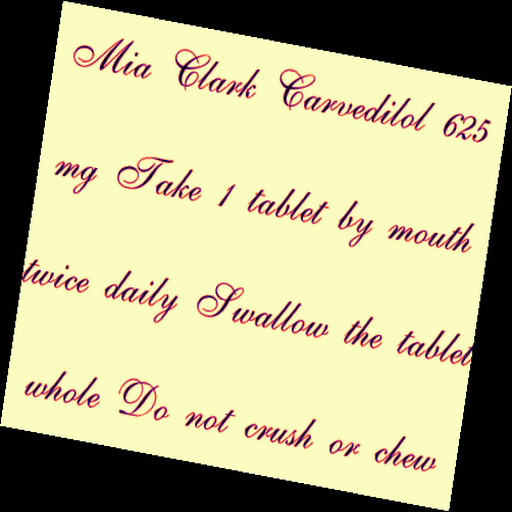 Mia Clark Carvedilol 625
mg Take 1 tablet by mouth
twice daily Swallow the tablet
whole Do not crush or chew